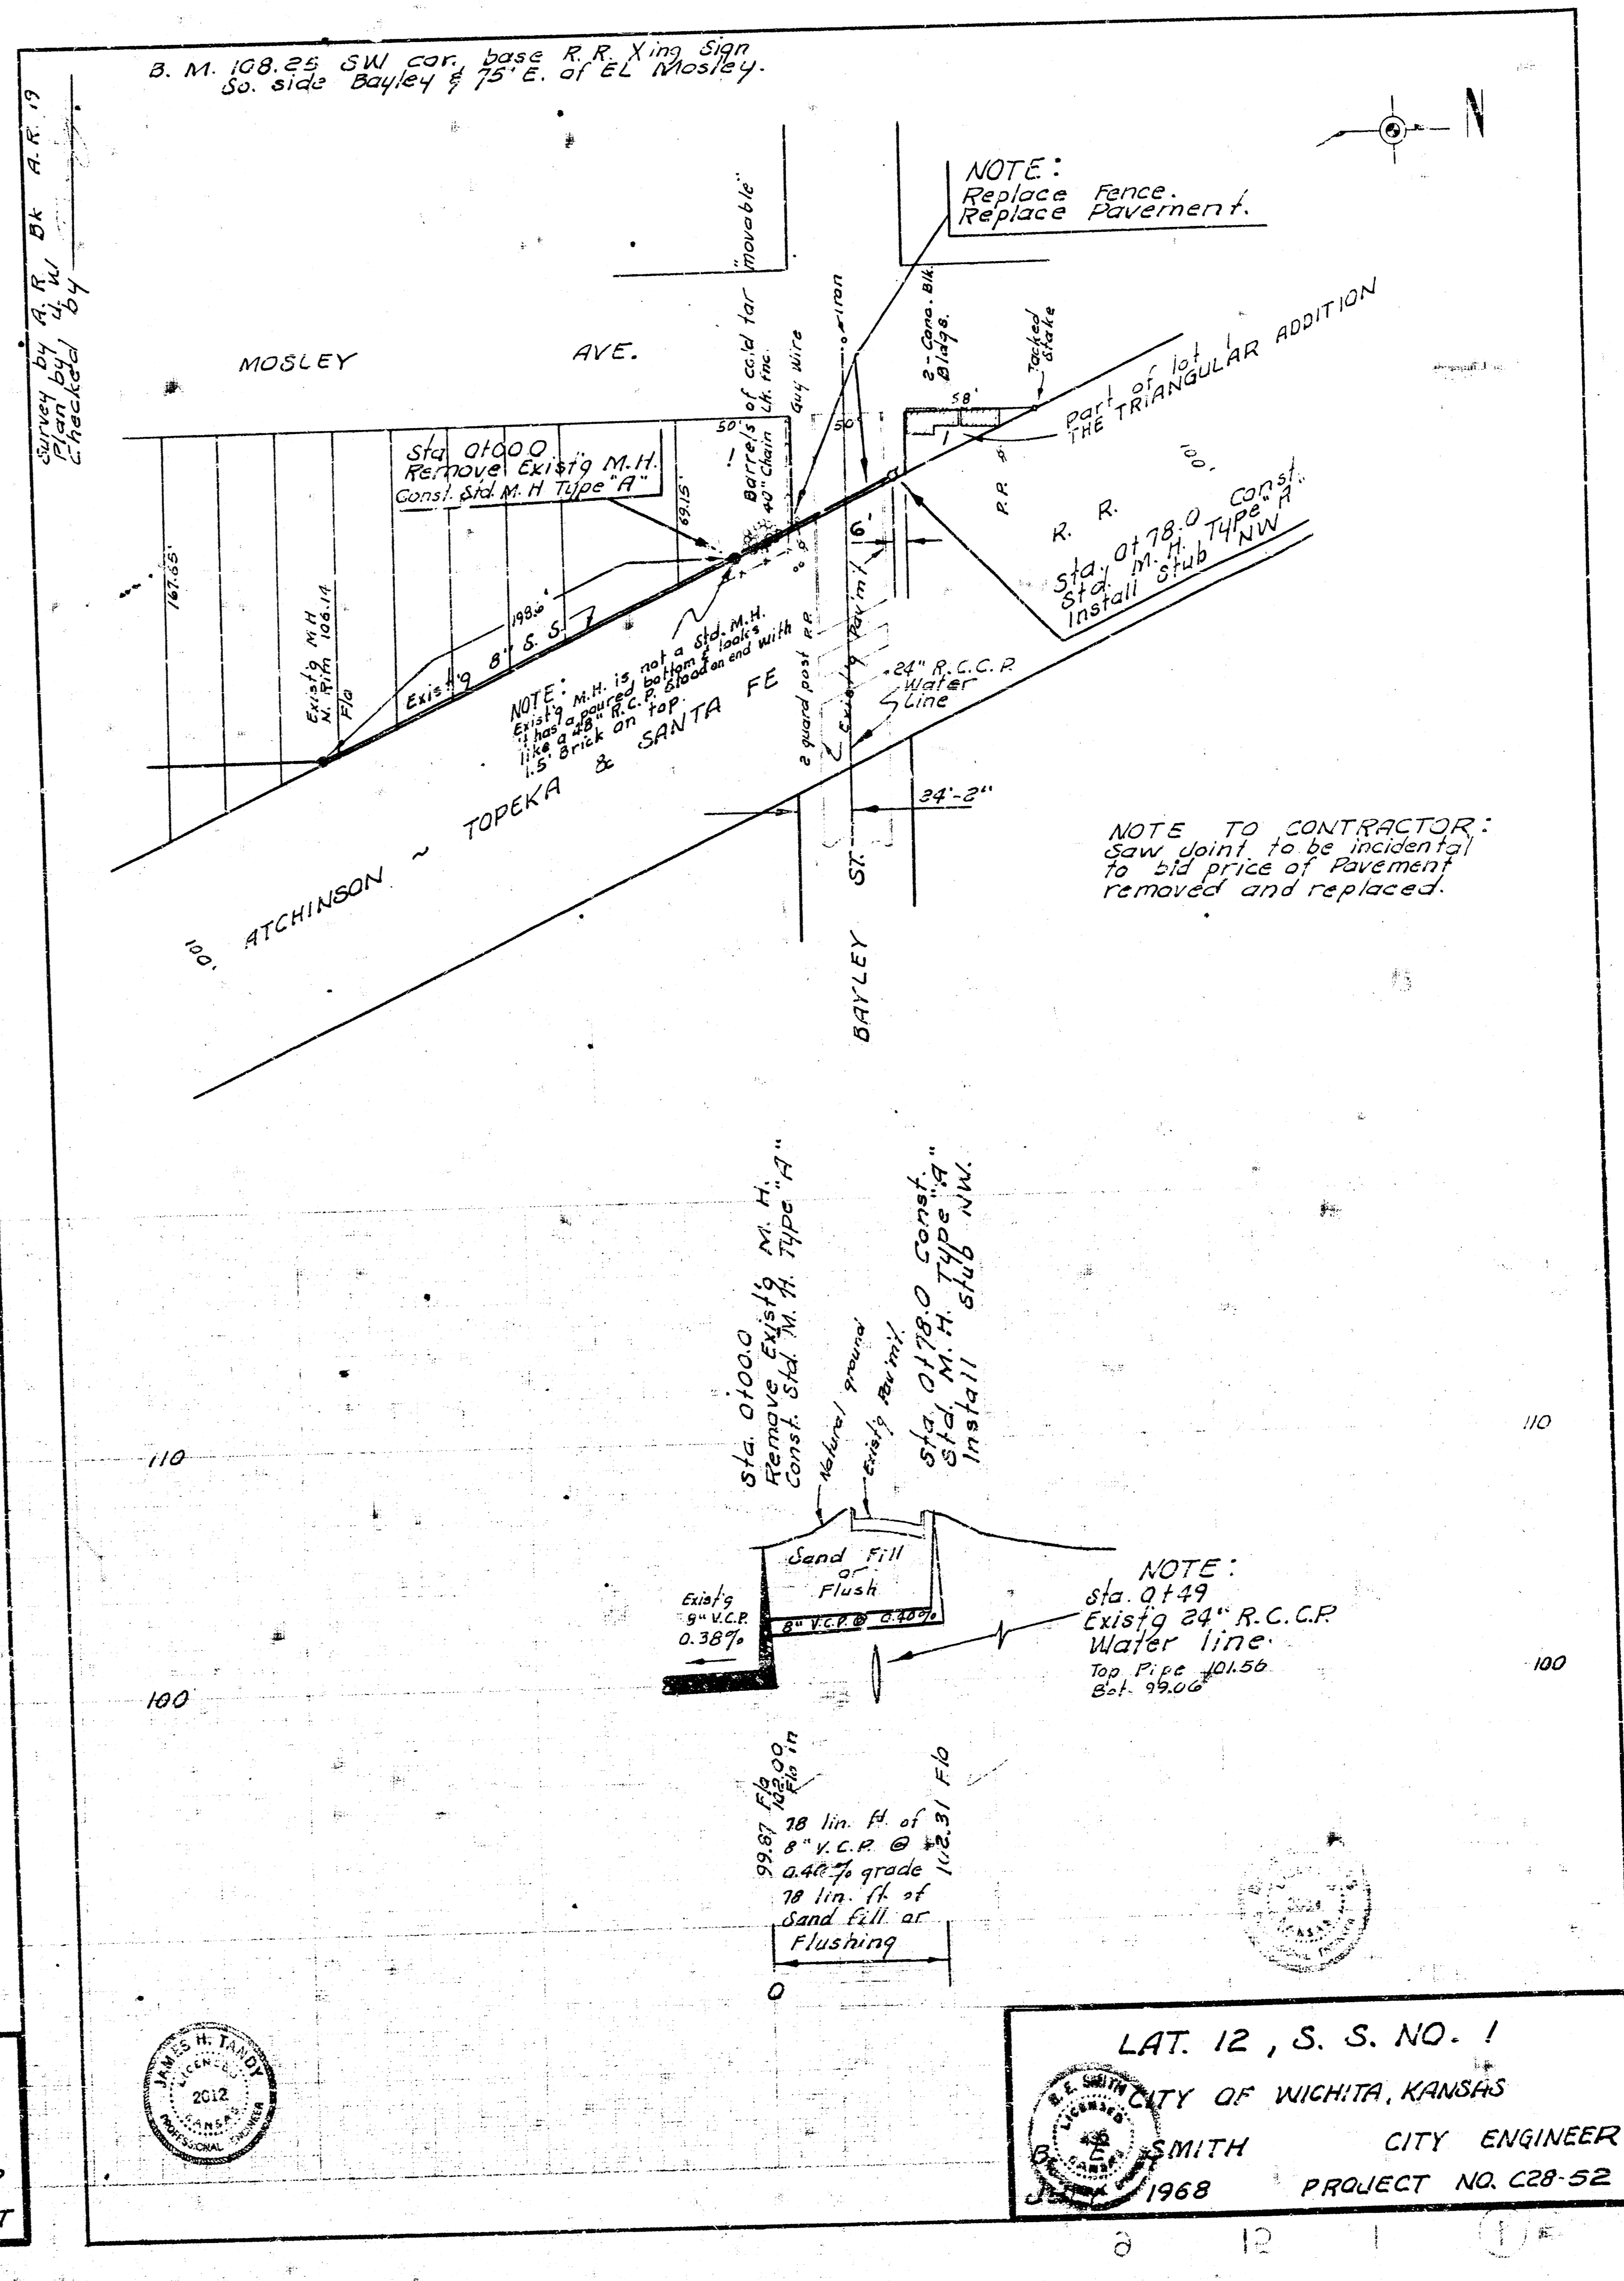 B. M. 108.25 SW cor. base R. R. Xing Sign
So. side Bayley & 75' E. of EL Mosley.
Survey by A. R. Bk A. R. 19
Plan by
Checked by
N
NOTE:
Replace Fence.
Replace Pavement.
MOSLEY AVE.
Barrels of cold tar "movable"
40" Chain Lk. fnc.
Guy Wire
iron
2-Conc. Blk.
Bldgs.
Tacked
Stake
58'
50'
50'
part of lot 1
THE TRIANGULAR ADDITION
Sta 0+00.0
Remove Exist'g M.H.
Const. Std. M. H Type "A"
69.15'
167.65'
6'
P.P.
100'
R. R.
Sta. 0+78.0 Const.
Std. M. H. Type "A"
Install Stub NW
Exist'g MH
N. Rim 106.14
Flo
198.6'
Exist'g 8" S. S.
NOTE:
Exist'g M.H. is not a Std. M.H.
it has a poured bottom & looks
like a 48" R.C.P. Stood on end with
1.5' Brick on top.
2 guard post P.P.
Exist'g Pav'mt
24" R.C.C.P.
Water
Line
24'-2"
100'
ATCHINSON ~ TOPEKA & SANTA FE
BAYLEY ST.
NOTE TO CONTRACTOR:
Saw Joint to be incidental
to bid price of Pavement
removed and replaced.
Sta. 0+00.0
Remove Exist'g M. H.
Const. Std. M. H. Type "A"
Natural ground
Exist'g Pav'm't.
Sta. 0+78.0 Const.
Std. M. H. Type "A"
Install Stub NW.
110
110
Sand Fill
or
Flush
8" V.C.P. @ 0.40%
Exist'g
8" V.C.P.
0.38%
NOTE:
Sta. 0+49
Exist'g 24" R.C.C.P.
Water line.
Top Pipe 101.56
Bot. 99.06
100
100
99.87 Flo
102.00
Flo in
102.31 Flo
78 lin. ft. of
8" V.C.P. @
0.40% grade
78 lin. ft. of
Sand fill or
Flushing
0
JAMES H. TANDY
LICENSED
2012
KANSAS
PROFESSIONAL ENGINEER
LAT. 12, S. S. NO. 1
CITY OF WICHITA, KANSAS
B. E. SMITH CITY ENGINEER
JULY 1968 PROJECT NO. C28-52